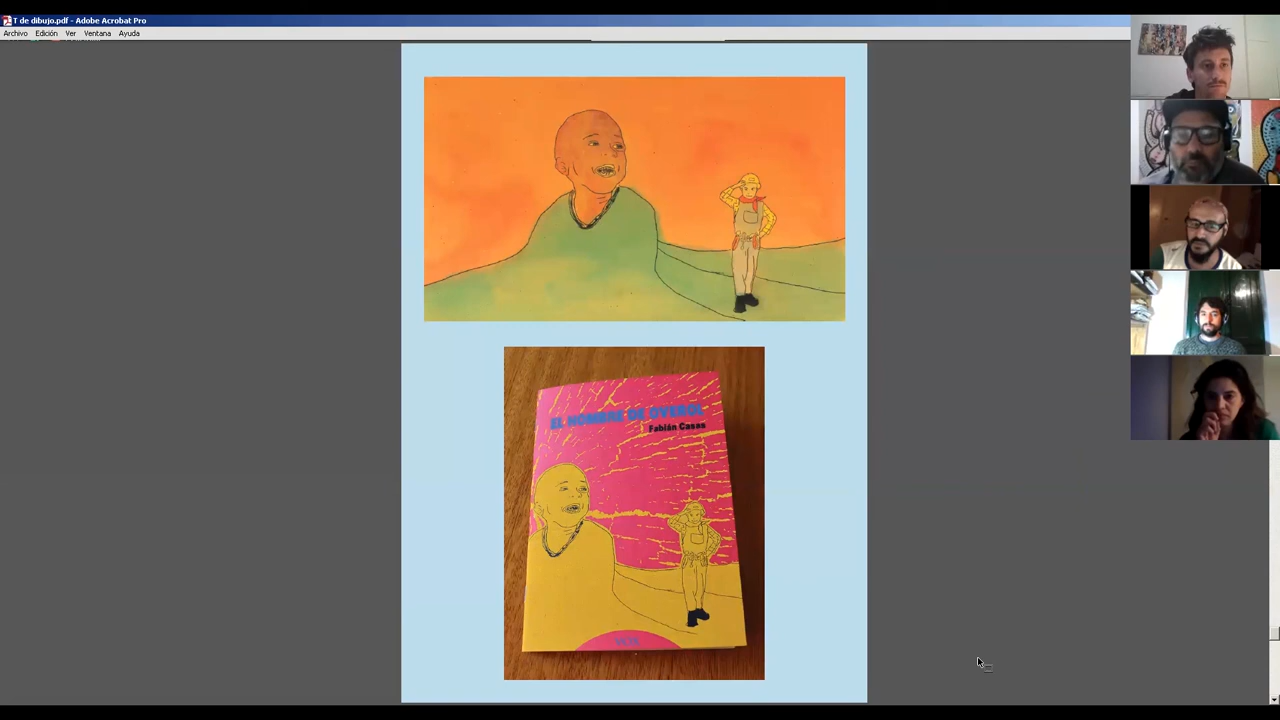 T de dibujo.pdf - Adobe Acrobat Pro
Archivo Edición Ver Ventana Ayuda
EL HOMBRE DE OVEROL
Fabián Casas